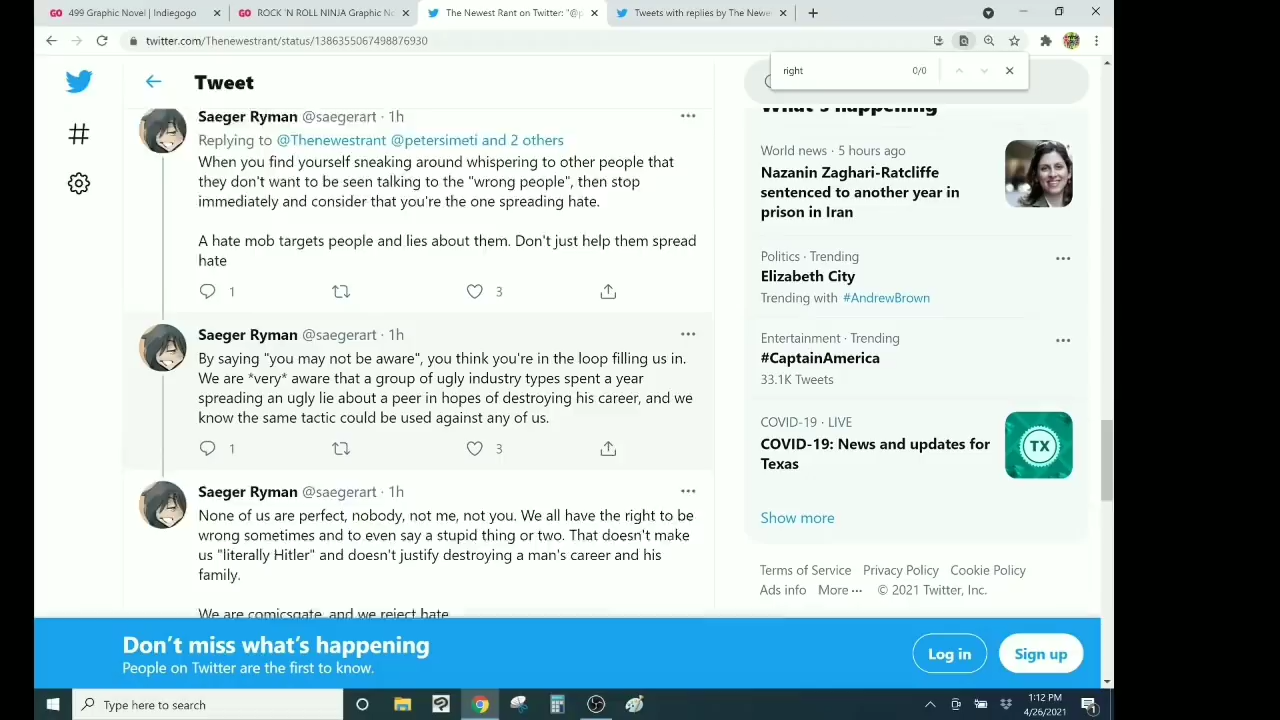 499 Graphic Novel | Indiegogo
ROCK 'N ROLL NINJA Graphic N
The Newest Rant on Twitter: "@p
Tweets with replies by The Newe
twitter.com/Thenewestrant/status/1386355067498876930
right
0/0
Tweet
Saeger Ryman @saegerart · 1h
Replying to @Thenewestrant @petersimeti and 2 others
When you find yourself sneaking around whispering to other people that
they don't want to be seen talking to the "wrong people", then stop
immediately and consider that you're the one spreading hate.
A hate mob targets people and lies about them. Don't just help them spread
hate
1
3
Saeger Ryman @saegerart · 1h
By saying "you may not be aware", you think you're in the loop filling us in.
We are *very* aware that a group of ugly industry types spent a year
spreading an ugly lie about a peer in hopes of destroying his career, and we
know the same tactic could be used against any of us.
1
3
Saeger Ryman @saegerart · 1h
None of us are perfect, nobody, not me, not you. We all have the right to be
wrong sometimes and to even say a stupid thing or two. That doesn't make
us "literally Hitler" and doesn't justify destroying a man's career and his
family.
We are comicsgate, and we reject hate
What's happening
World news · 5 hours ago
Nazanin Zaghari-Ratcliffe
sentenced to another year in
prison in Iran
Politics · Trending
Elizabeth City
Trending with #AndrewBrown
Entertainment · Trending
#CaptainAmerica
33.1K Tweets
COVID-19 · LIVE
COVID-19: News and updates for
Texas
TX
Show more
Terms of Service Privacy Policy Cookie Policy
Ads info More ··· © 2021 Twitter, Inc.
Don't miss what's happening
People on Twitter are the first to know.
Log in
Sign up
Type here to search
1:12 PM
4/26/2021
1